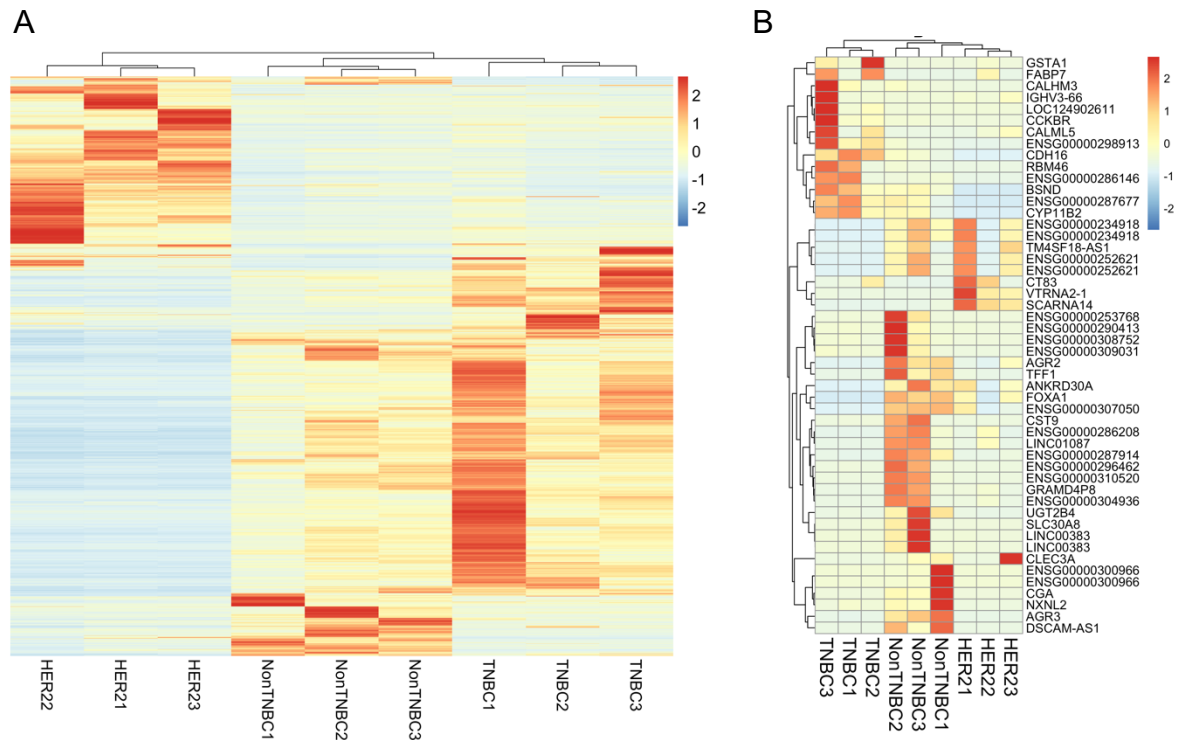 A
2
1
0
-1
-2
HER22
HER21
HER23
NonTNBC1
NonTNBC2
NonTNBC3
TNBC1
TNBC2
TNBC3
B
GSTA1
FABP7
CALHM3
IGHV3-66
LOC124902611
CCKBR
CALML5
ENSG00000298913
CDH16
RBM46
ENSG00000286146
BSND
ENSG00000287677
CYP11B2
ENSG00000234918
ENSG00000234918
TM4SF18-AS1
ENSG00000252621
ENSG00000252621
CT83
VTRNA2-1
SCARNA14
ENSG00000253768
ENSG00000290413
ENSG00000308752
ENSG00000309031
AGR2
TFF1
ANKRD30A
FOXA1
ENSG00000307050
CST9
ENSG00000286208
LINC01087
ENSG00000287914
ENSG00000296462
ENSG00000310520
GRAMD4P8
ENSG00000304936
UGT2B4
SLC30A8
LINC00383
LINC00383
CLEC3A
ENSG00000300966
ENSG00000300966
CGA
NXNL2
AGR3
DSCAM-AS1
2
1
0
-1
-2
TNBC3
TNBC1
TNBC2
NonTNBC2
NonTNBC3
NonTNBC1
HER21
HER22
HER23